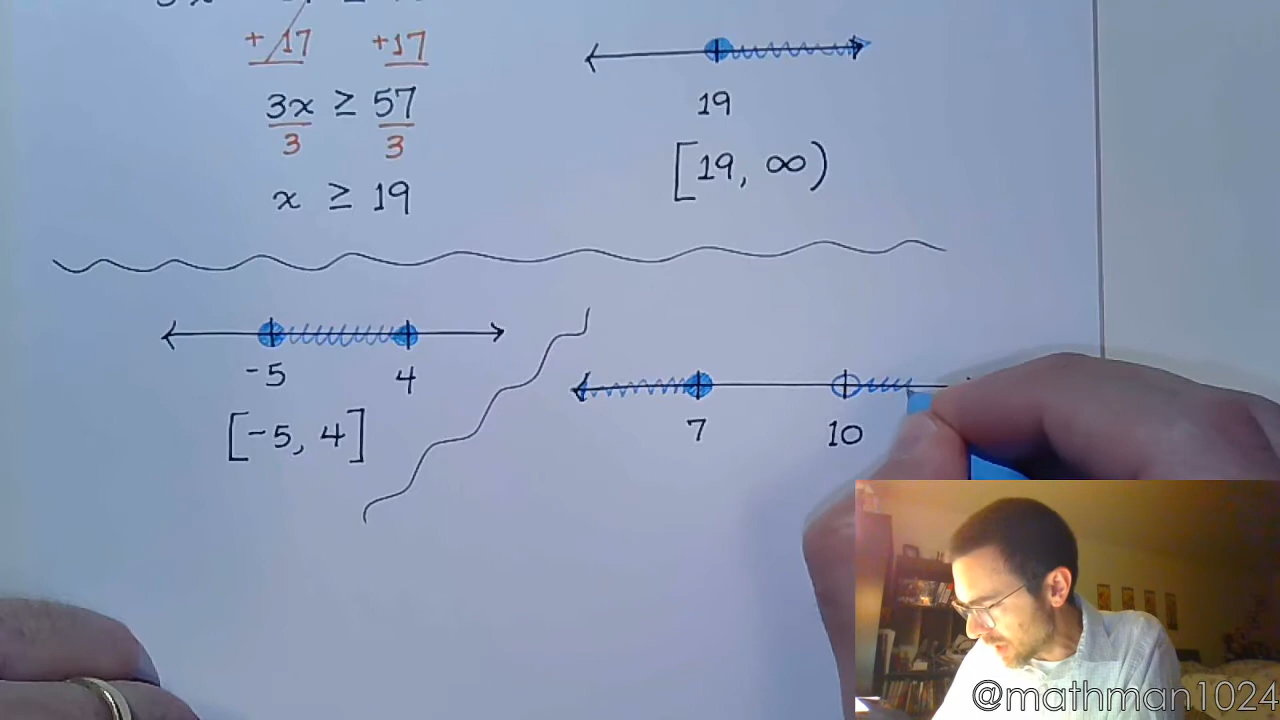 +17 +17
3x ≥ 57
3 3
x ≥ 19
19
[19, ∞)
-5 4
[-5, 4]
7 10
@mathman1024